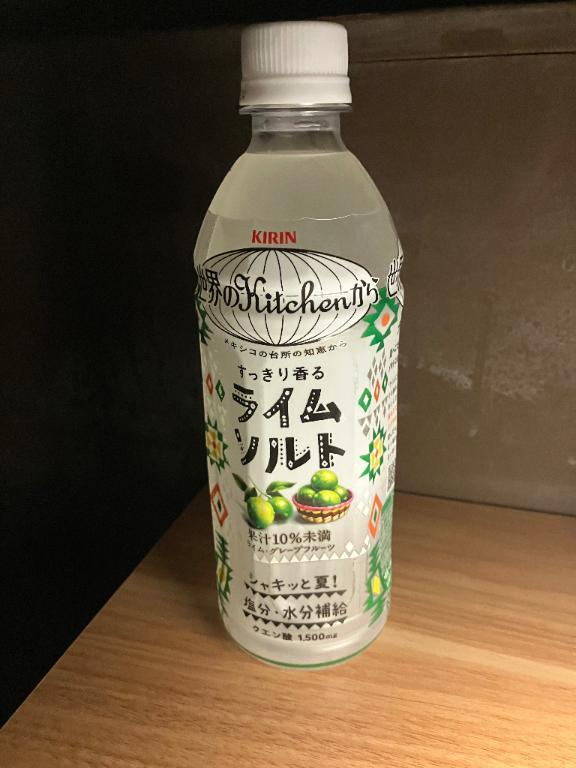 KIRIN
世界のKitchenから
メキシコの台所の知恵から
すっきり香る
ライム
ソルト
果汁10%未満
ライム・グレープフルーツ
シャキッと夏!
塩分・水分補給
クエン酸 1,500mg